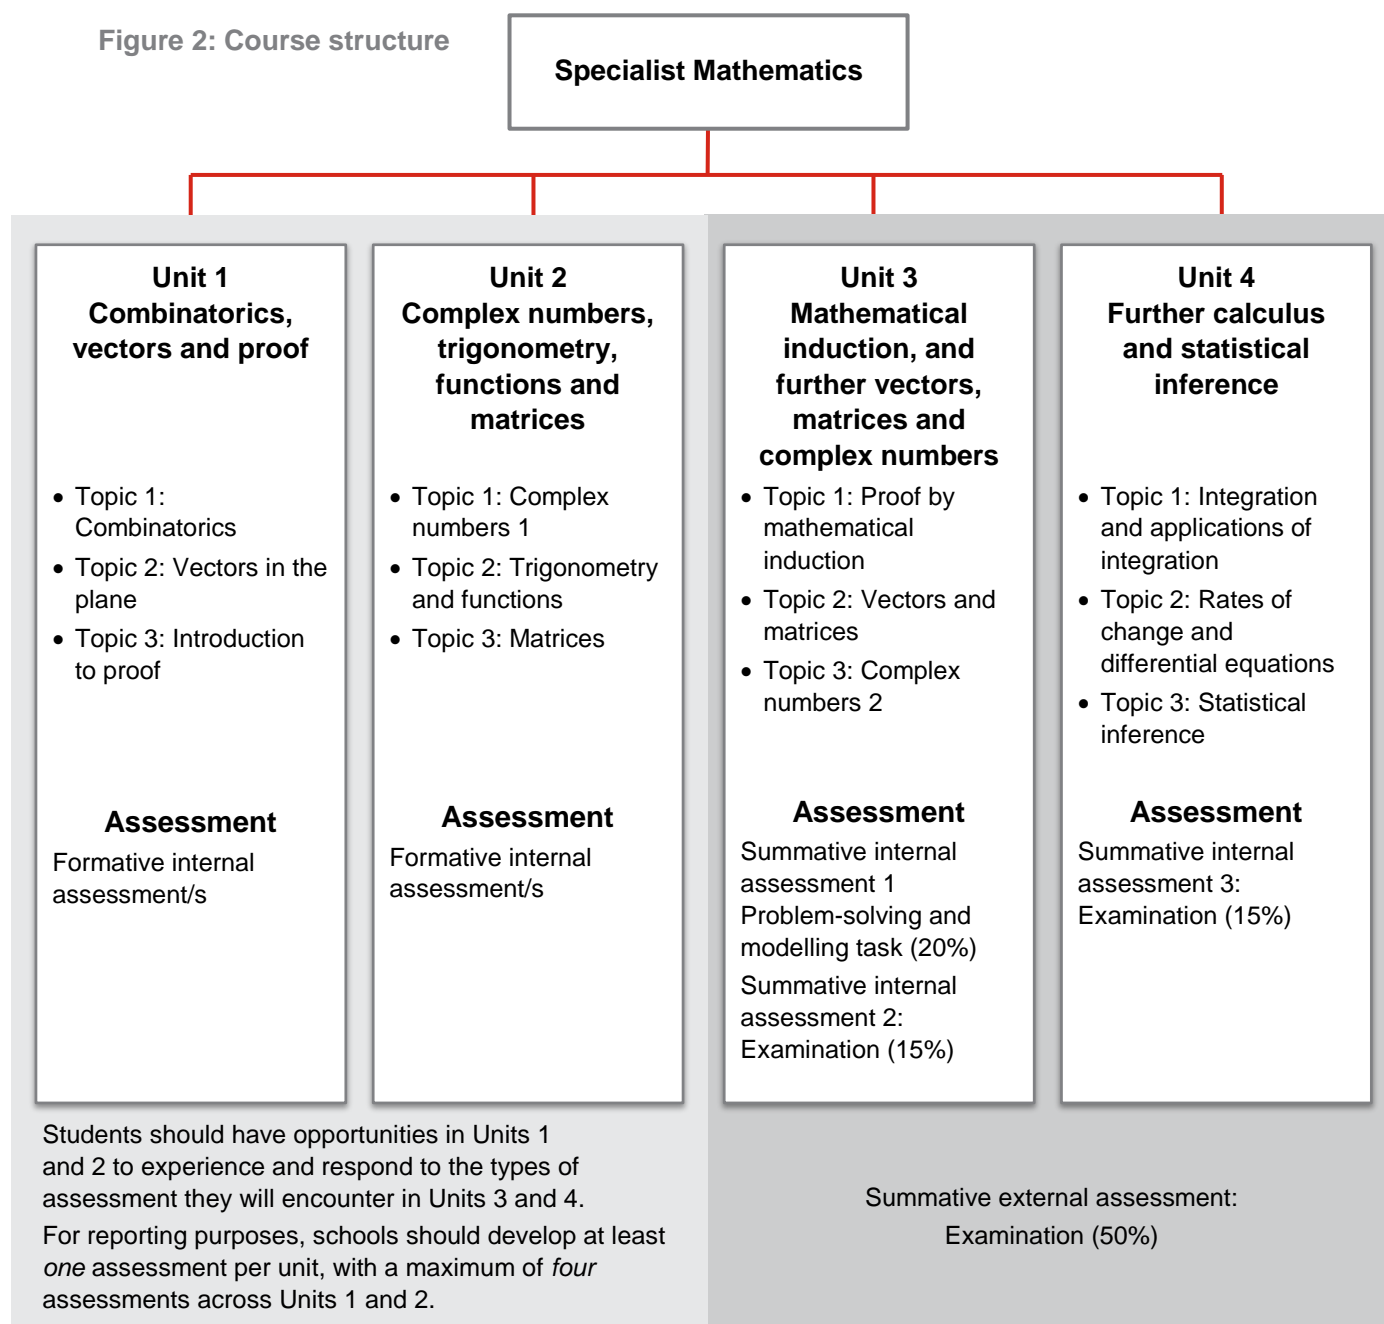 Figure 2: Course structure
Specialist Mathematics
Unit 1
Combinatorics,
vectors and proof
• Topic 1:
Combinatorics
• Topic 2: Vectors in the
plane
• Topic 3: Introduction
to proof
Assessment
Formative internal
assessment/s
Unit 2
Complex numbers,
trigonometry,
functions and
matrices
• Topic 1: Complex
numbers 1
• Topic 2: Trigonometry
and functions
• Topic 3: Matrices
Assessment
Formative internal
assessment/s
Unit 3
Mathematical
induction, and
further vectors,
matrices and
complex numbers
• Topic 1: Proof by
mathematical
induction
• Topic 2: Vectors and
matrices
• Topic 3: Complex
numbers 2
Assessment
Summative internal
assessment 1
Problem-solving and
modelling task (20%)
Summative internal
assessment 2:
Examination (15%)
Unit 4
Further calculus
and statistical
inference
• Topic 1: Integration
and applications of
integration
• Topic 2: Rates of
change and
differential equations
• Topic 3: Statistical
inference
Assessment
Summative internal
assessment 3:
Examination (15%)
Students should have opportunities in Units 1
and 2 to experience and respond to the types of
assessment they will encounter in Units 3 and 4.
For reporting purposes, schools should develop at least
one assessment per unit, with a maximum of four
assessments across Units 1 and 2.
Summative external assessment:
Examination (50%)